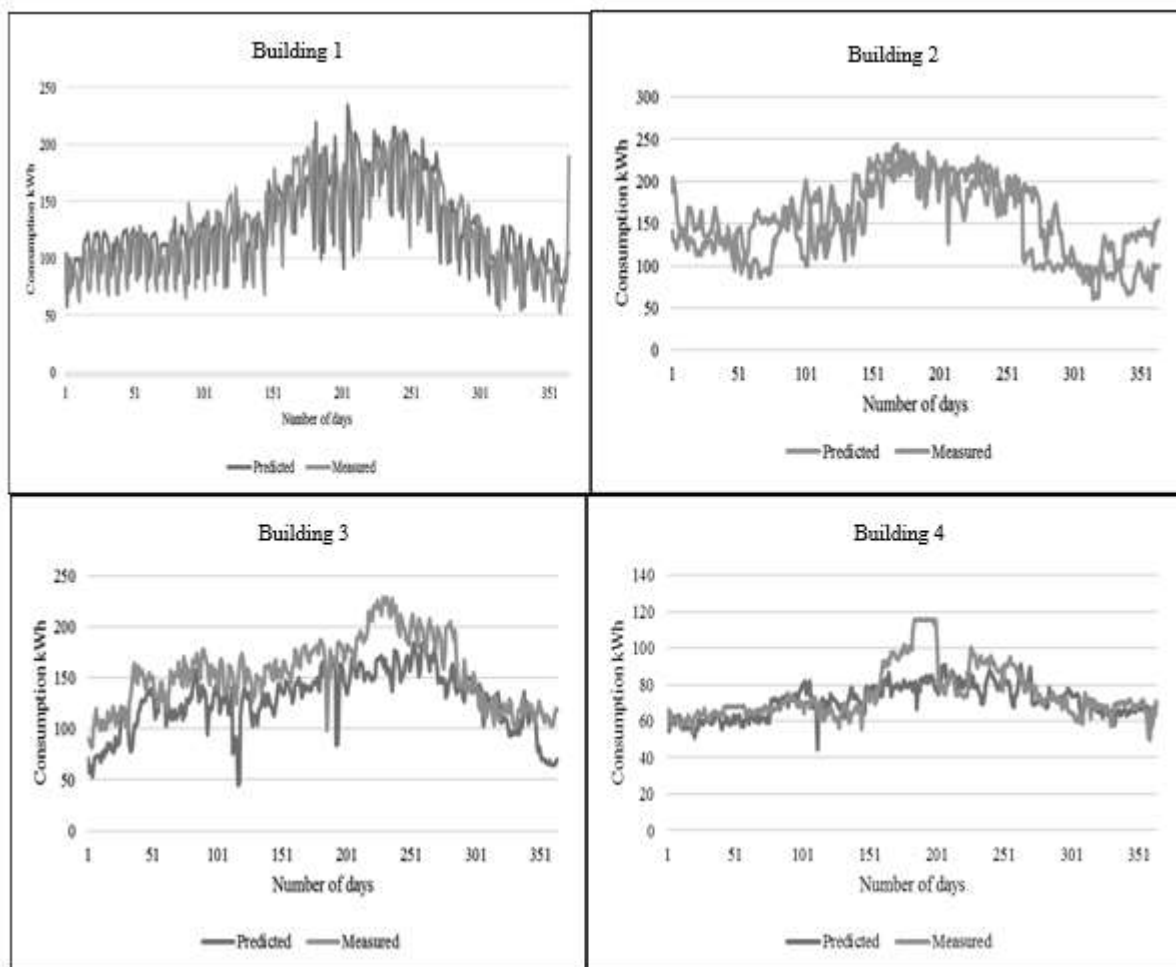 Building 1
250
200
150
100
50
0
Consumption kWh
1 51 101 151 201 251 301 351
Number of days
Predicted Measured
Building 2
300
250
200
150
100
50
0
Consumption kWh
1 51 101 151 201 251 301 351
Number of days
Predicted Measured
Building 3
250
200
150
100
50
0
Consumption kWh
1 51 101 151 201 251 301 351
Number of days
Predicted Measured
Building 4
140
120
100
80
60
40
20
0
Consumption kWh
1 51 101 151 201 251 301 351
Number of days
Predicted Measured